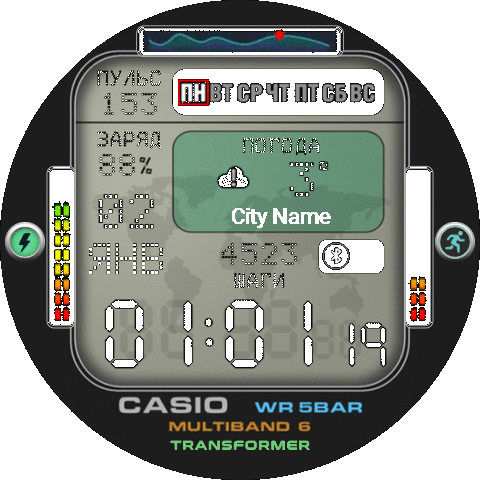 ПУЛЬС
153
ПН ВТ СР ЧТ ПТ СБ ВС
ЗАРЯД
88%
ПОГОДА
3°
City Name
02
ЯНВ
4523
ШАГИ
01:01 19
CASIO WR 5BAR
MULTIBAND 6
TRANSFORMER